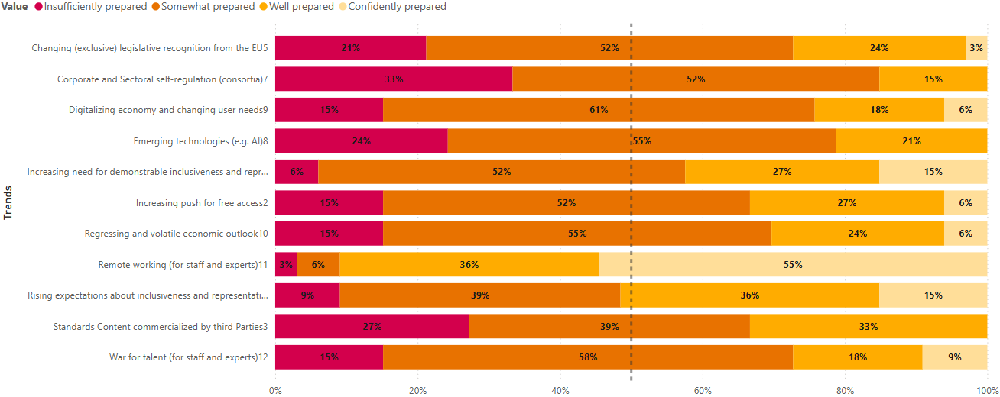 Value Insufficiently prepared Somewhat prepared Well prepared Confidently prepared
Trends
Changing (exclusive) legislative recognition from the EU5 21% 52% 24% 3%
Corporate and Sectoral self-regulation (consortia)7 33% 52% 15%
Digitalizing economy and changing user needs9 15% 61% 18% 6%
Emerging technologies (e.g. AI)8 24% 55% 21%
Increasing need for demonstrable inclusiveness and repr... 6% 52% 27% 15%
Increasing push for free access2 15% 52% 27% 6%
Regressing and volatile economic outlook10 15% 55% 24% 6%
Remote working (for staff and experts)11 3% 6% 36% 55%
Rising expectations about inclusiveness and representati... 9% 39% 36% 15%
Standards Content commercialized by third Parties3 27% 39% 33%
War for talent (for staff and experts)12 15% 58% 18% 9%
0% 20% 40% 60% 80% 100%